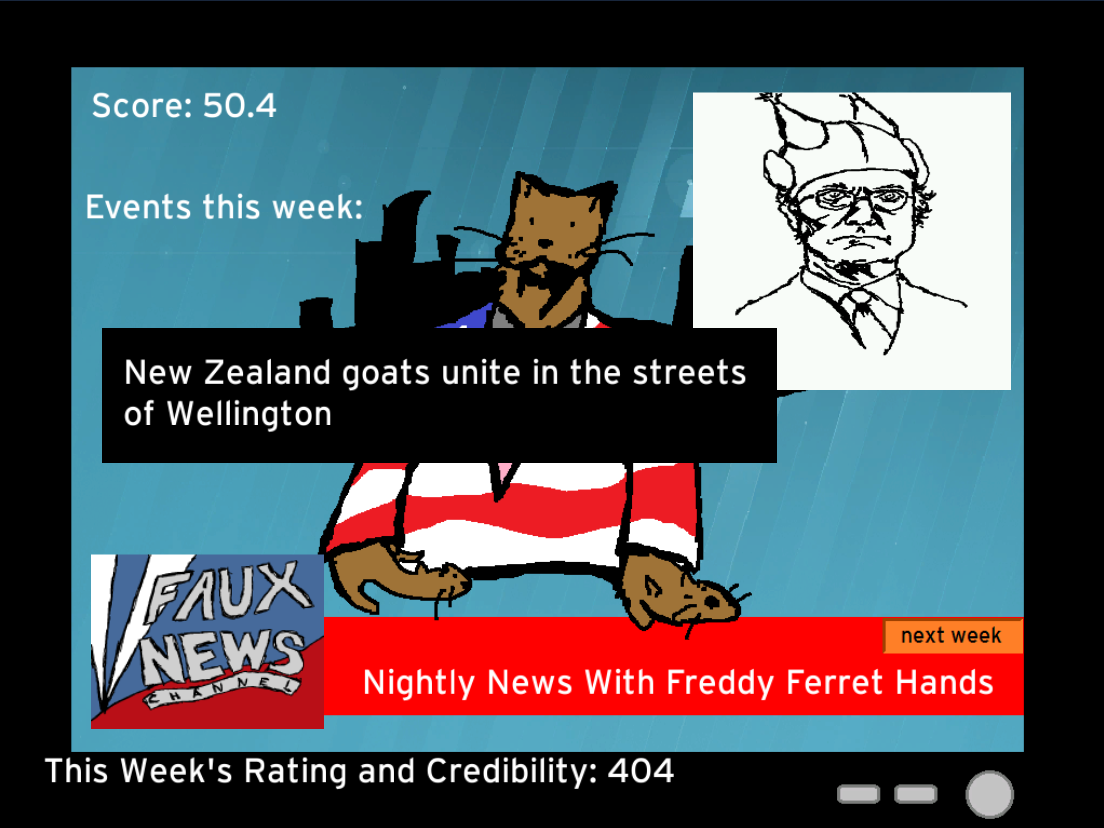 Score: 50.4
Events this week:
New Zealand goats unite in the streets
of Wellington
FAUX
NEWS
CHANNEL
next week
Nightly News With Freddy Ferret Hands
This Week's Rating and Credibility: 404